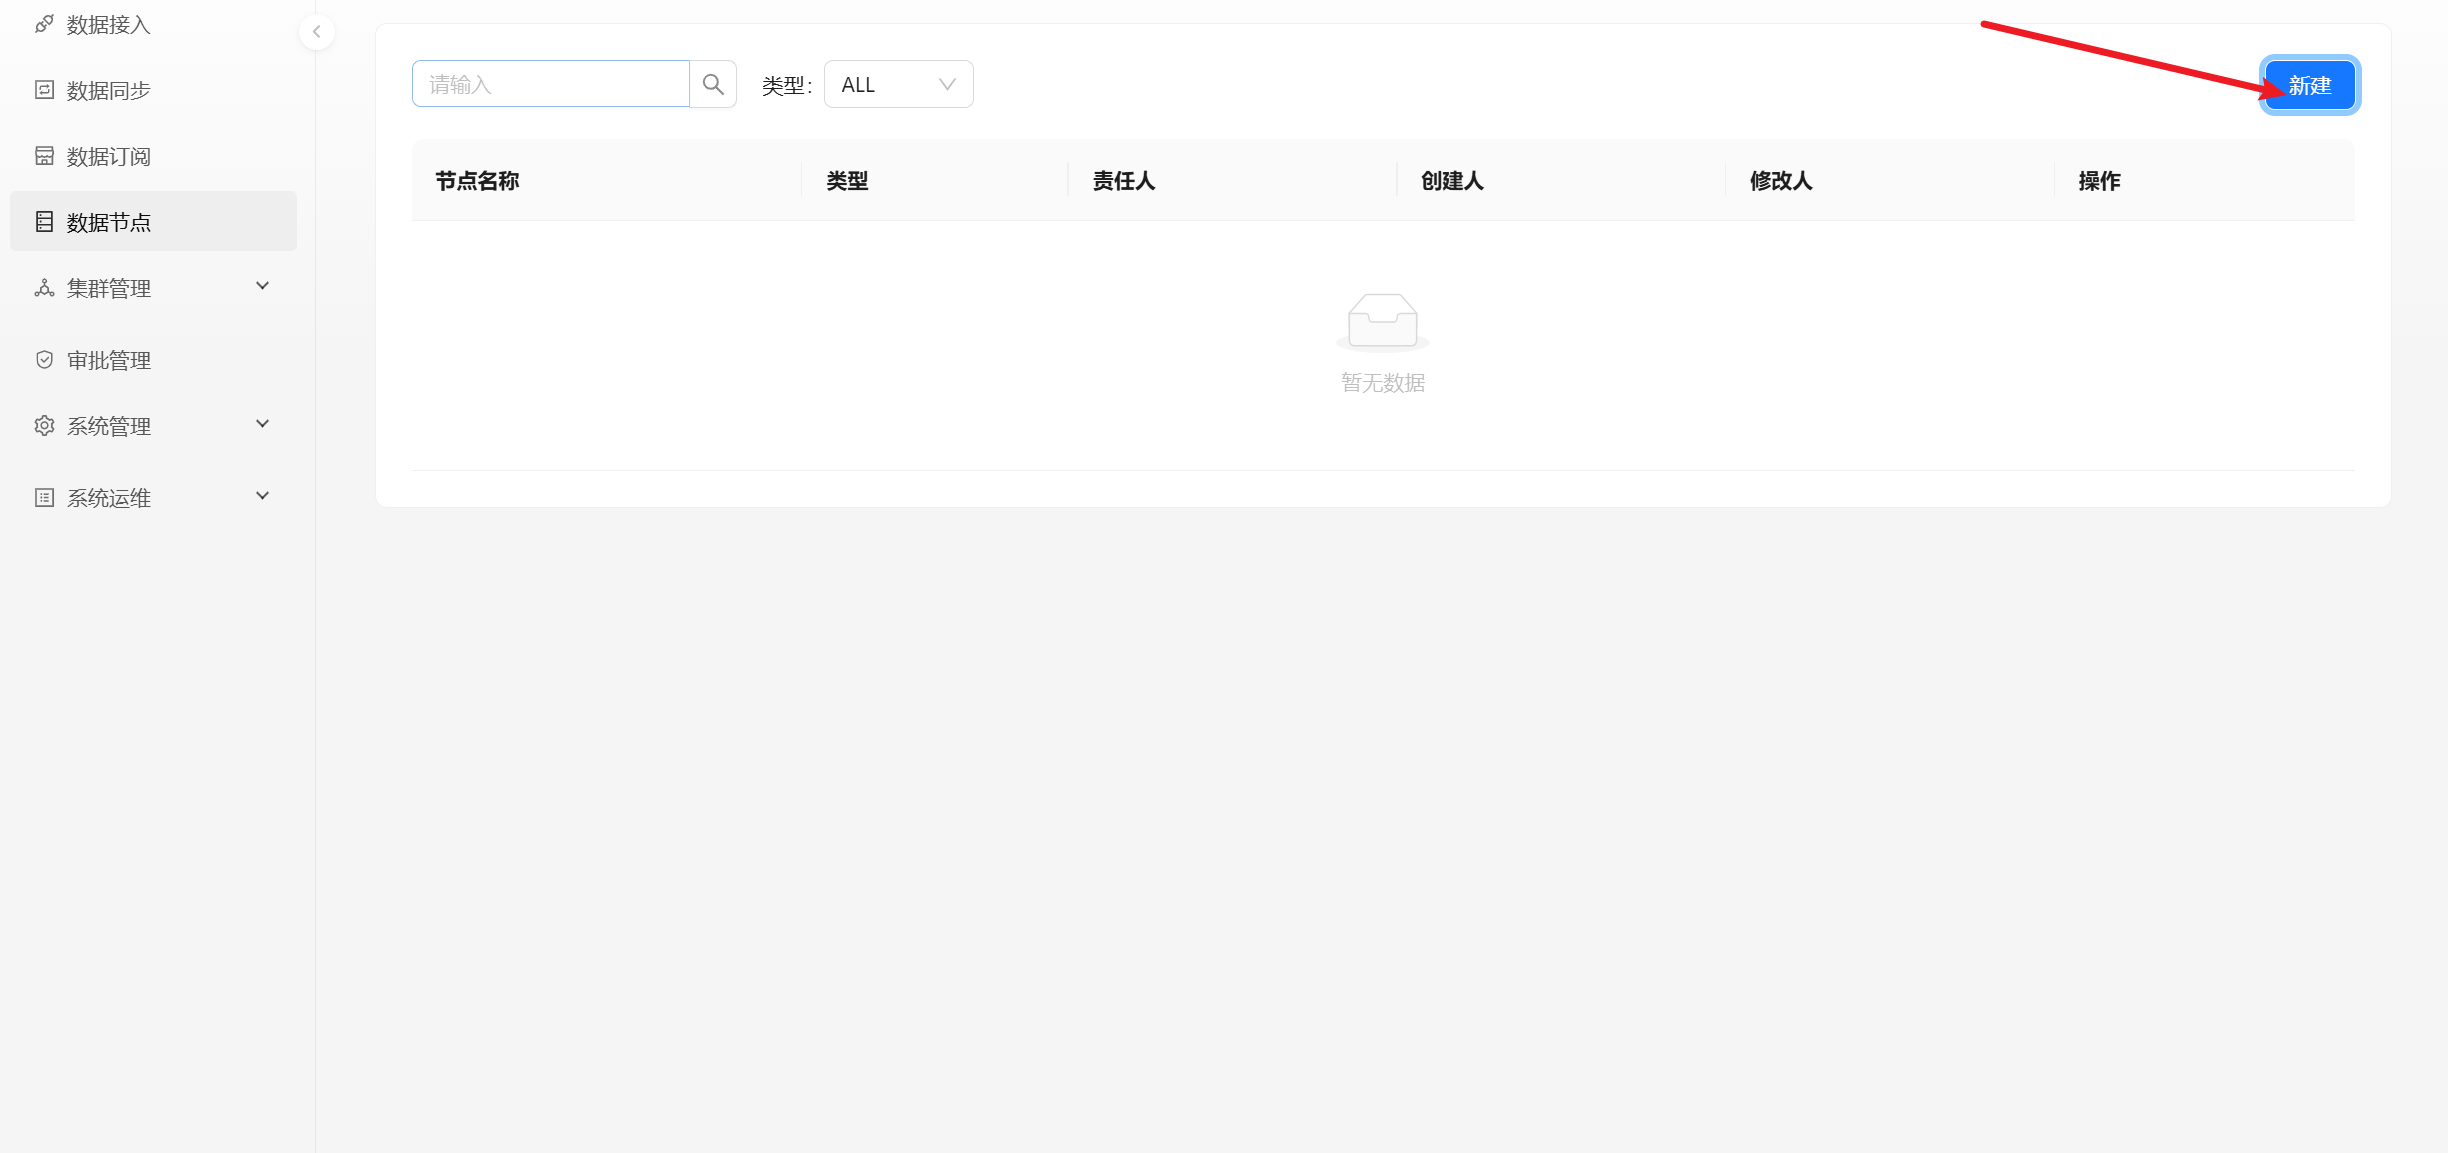 数据接入
数据同步
数据订阅
数据节点
集群管理
审批管理
系统管理
系统运维
请输入
类型:
ALL
新建
节点名称
类型
责任人
创建人
修改人
操作
暂无数据